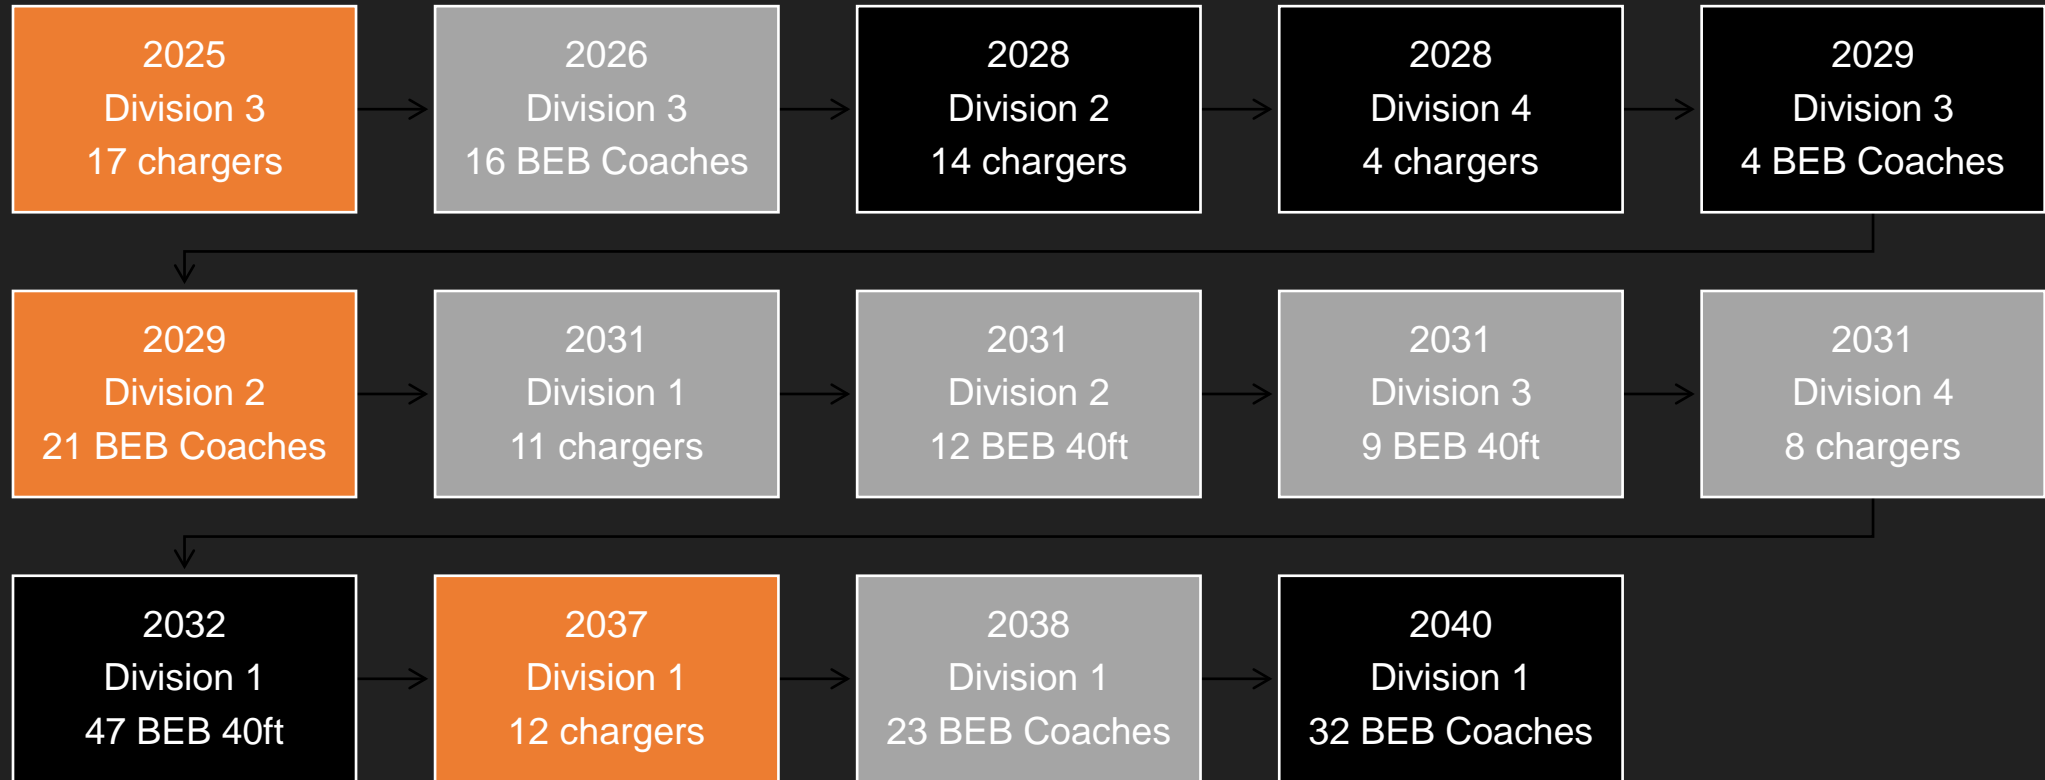 2025
Division 3
17 chargers
2026
Division 3
16 BEB Coaches
2028
Division 2
14 chargers
2028
Division 4
4 chargers
2029
Division 3
4 BEB Coaches
2029
Division 2
21 BEB Coaches
2031
Division 1
11 chargers
2031
Division 2
12 BEB 40ft
2031
Division 3
9 BEB 40ft
2031
Division 4
8 chargers
2032
Division 1
47 BEB 40ft
2037
Division 1
12 chargers
2038
Division 1
23 BEB Coaches
2040
Division 1
32 BEB Coaches